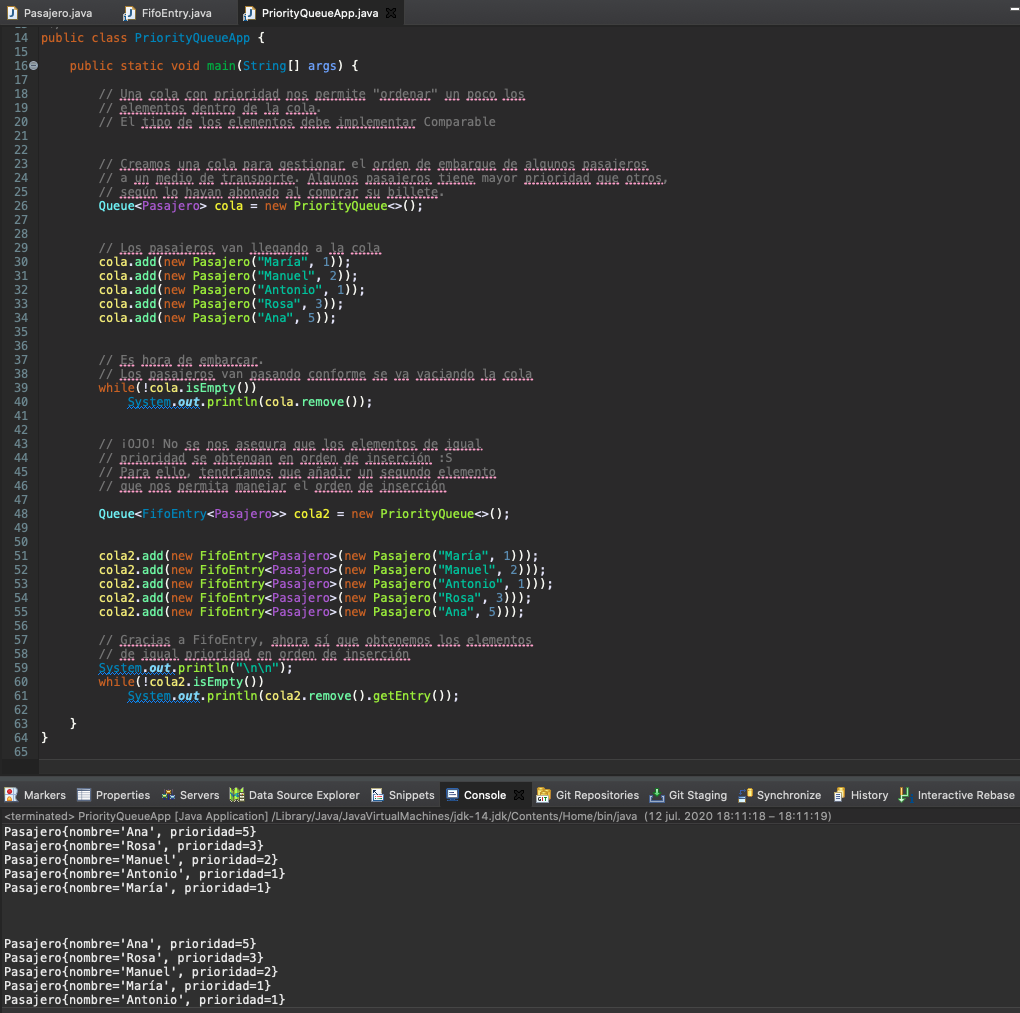 Pasajero.java FifoEntry.java PriorityQueueApp.java
14 public class PriorityQueueApp {
15
16 public static void main(String[] args) {
17
18 // Una cola con prioridad nos permite "ordenar" un poco los
19 // elementos dentro de la cola.
20 // El tipo de los elementos debe implementar Comparable
21
22
23 // Creamos una cola para gestionar el orden de embarque de algunos pasajeros
24 // a un medio de transporte. Algunos pasajeros tiene mayor prioridad que otros,
25 // según lo hayan abonado al comprar su billete.
26 Queue<Pasajero> cola = new PriorityQueue<>();
27
28
29 // Los pasajeros van llegando a la cola
30 cola.add(new Pasajero("María", 1));
31 cola.add(new Pasajero("Manuel", 2));
32 cola.add(new Pasajero("Antonio", 1));
33 cola.add(new Pasajero("Rosa", 3));
34 cola.add(new Pasajero("Ana", 5));
35
36
37 // Es hora de embarcar.
38 // Los pasajeros van pasando conforme se va vaciando la cola
39 while(!cola.isEmpty())
40 System.out.println(cola.remove());
41
42
43 // ¡OJO! No se nos asegura que los elementos de igual
44 // prioridad se obtengan en orden de inserción :S
45 // Para ello, tendríamos que añadir un segundo elemento
46 // que nos permita manejar el orden de inserción
47
48 Queue<FifoEntry<Pasajero>> cola2 = new PriorityQueue<>();
49
50
51 cola2.add(new FifoEntry<Pasajero>(new Pasajero("María", 1)));
52 cola2.add(new FifoEntry<Pasajero>(new Pasajero("Manuel", 2)));
53 cola2.add(new FifoEntry<Pasajero>(new Pasajero("Antonio", 1)));
54 cola2.add(new FifoEntry<Pasajero>(new Pasajero("Rosa", 3)));
55 cola2.add(new FifoEntry<Pasajero>(new Pasajero("Ana", 5)));
56
57 // Gracias a FifoEntry, ahora sí que obtenemos los elementos
58 // de igual prioridad en orden de inserción
59 System.out.println("\n\n");
60 while(!cola2.isEmpty())
61 System.out.println(cola2.remove().getEntry());
62
63 }
64 }
65
Markers Properties Servers Data Source Explorer Snippets Console Git Repositories Git Staging Synchronize History Interactive Rebase
<terminated> PriorityQueueApp [Java Application] /Library/Java/JavaVirtualMachines/jdk-14.jdk/Contents/Home/bin/java (12 jul. 2020 18:11:18 – 18:11:19)
Pasajero{nombre='Ana', prioridad=5}
Pasajero{nombre='Rosa', prioridad=3}
Pasajero{nombre='Manuel', prioridad=2}
Pasajero{nombre='Antonio', prioridad=1}
Pasajero{nombre='María', prioridad=1}
Pasajero{nombre='Ana', prioridad=5}
Pasajero{nombre='Rosa', prioridad=3}
Pasajero{nombre='Manuel', prioridad=2}
Pasajero{nombre='María', prioridad=1}
Pasajero{nombre='Antonio', prioridad=1}